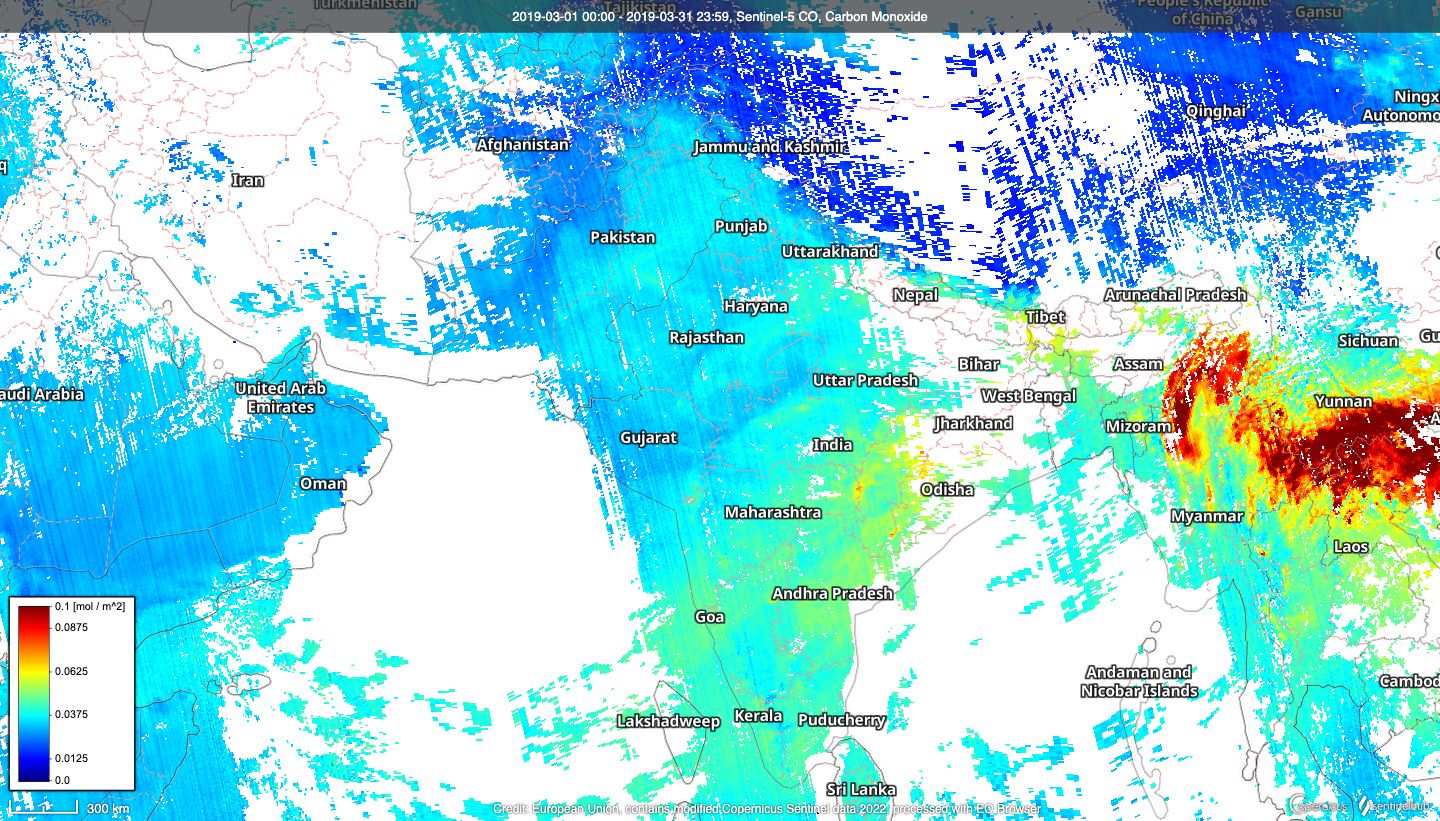 Turkmenistan
Tajikistan
People's Republic
of China
Gansu
2019-03-01 00:00 - 2019-03-31 23:59, Sentinel-5 CO, Carbon Monoxide
Ningx
Autonomo
Qinghai
Afghanistan
Jammu and Kashmir
q
Iran
Punjab
Pakistan
Uttarakhand
Nepal
Arunachal Pradesh
Haryana
Tibet
Rajasthan
Sichuan
Gu
Bihar
Assam
Uttar Pradesh
United Arab
Emirates
audi Arabia
West Bengal
Yunnan
Jharkhand
Mizoram
Gujarat
India
Oman
Odisha
Maharashtra
Myanmar
Laos
Andhra Pradesh
Goa
0.1 [mol / m^2]
0.0875
0.0625
0.0375
0.0125
0.0
Andaman and
Nicobar Islands
Cambod
Lakshadweep
Kerala
Puducherry
Sri Lanka
300 km
Credit: European Union, contains modified Copernicus Sentinel data 2022, processed with EO Browser
opernicus
sentinelhub